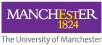 MANCHESTER
1824
The University of Manchester